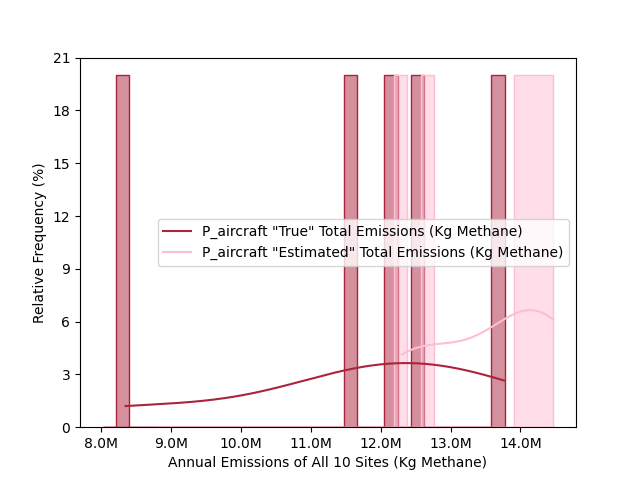 21
18
15
12
9
6
3
0
Relative Frequency (%)
P_aircraft "True" Total Emissions (Kg Methane)
P_aircraft "Estimated" Total Emissions (Kg Methane)
8.0M 9.0M 10.0M 11.0M 12.0M 13.0M 14.0M
Annual Emissions of All 10 Sites (Kg Methane)